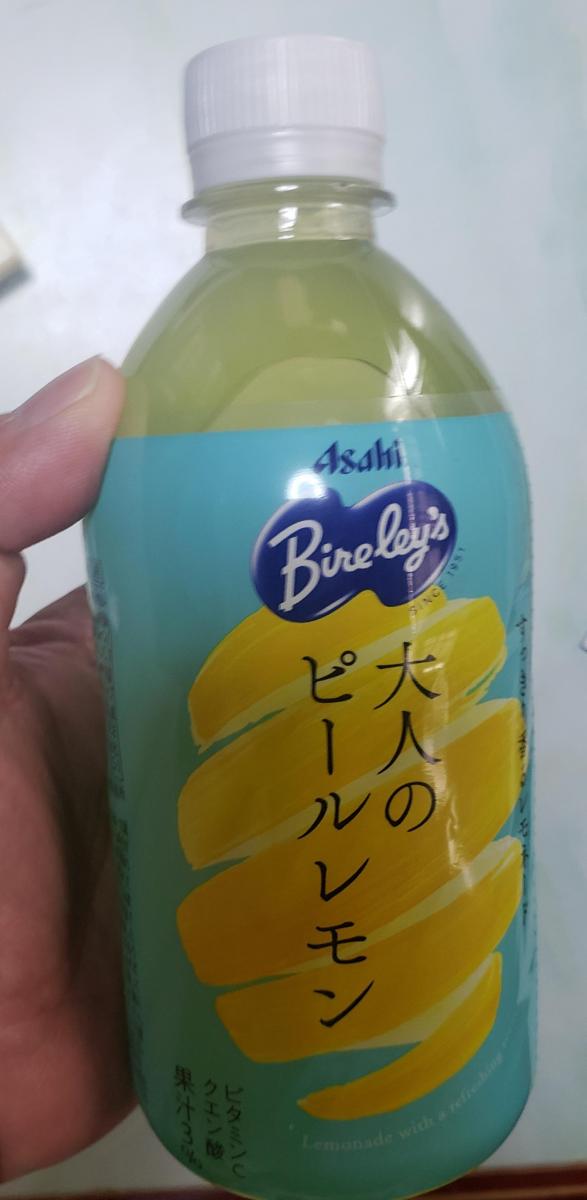 Asahi
Bireley's
SINCE 1951
大人の
ピールレモン
ビタミンC
クエン酸
果汁3%
Lemonade with a refreshing